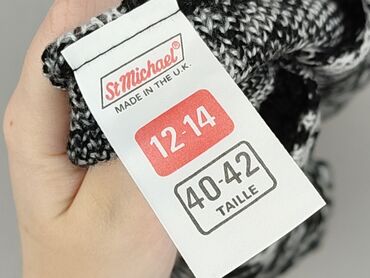 St Michael®
MADE IN THE U.K.
12-14
40-42
TAILLE